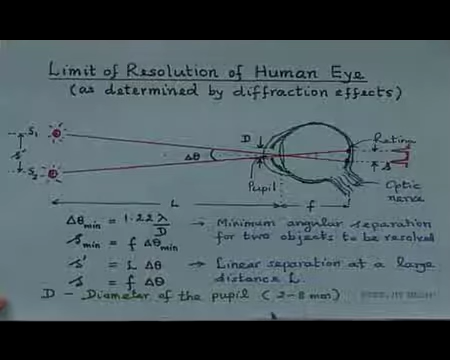 Limit of Resolution of Human Eye
(as determined by diffraction effects)
S₁
S₂
s'
Δθ
D
Pupil
Retina
s
Optic
nerve
L
f
Δθmin = 1.22λ/D → Minimum angular separation
for two objects to be resolved
smin = f Δθmin
s' = L Δθ → Linear separation at a large
distance L.
s = f Δθ
D - Diameter of the pupil (2-8 mm)